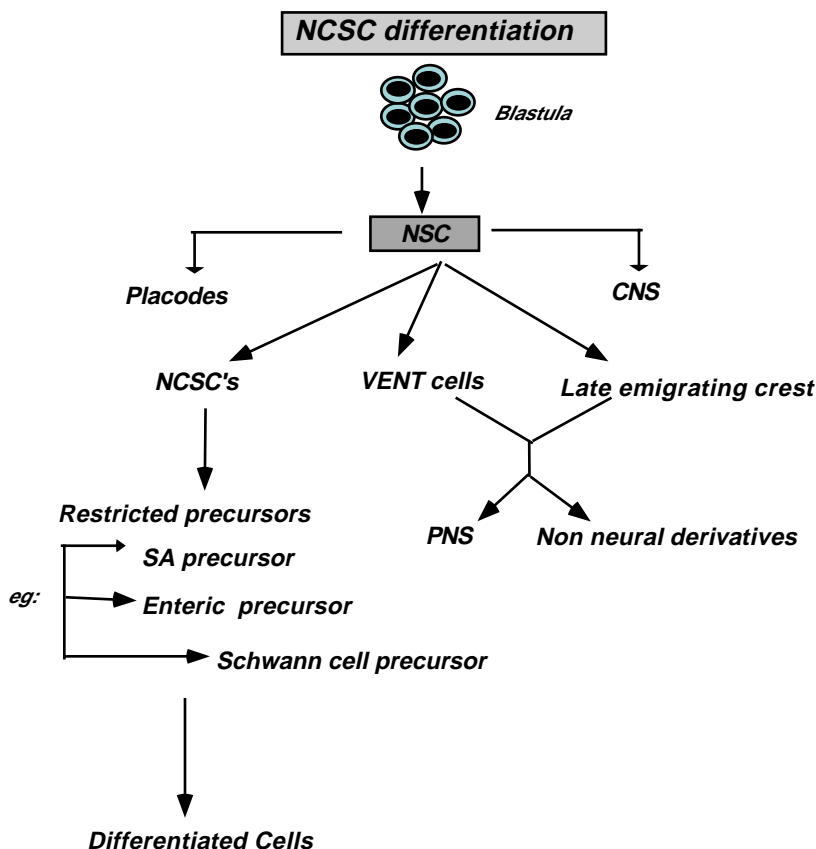 NCSC differentiation
Blastula
NSC
Placodes
CNS
NCSC's
VENT cells
Late emigrating crest
Restricted precursors
PNS
Non neural derivatives
SA precursor
eg:
Enteric precursor
Schwann cell precursor
Differentiated Cells